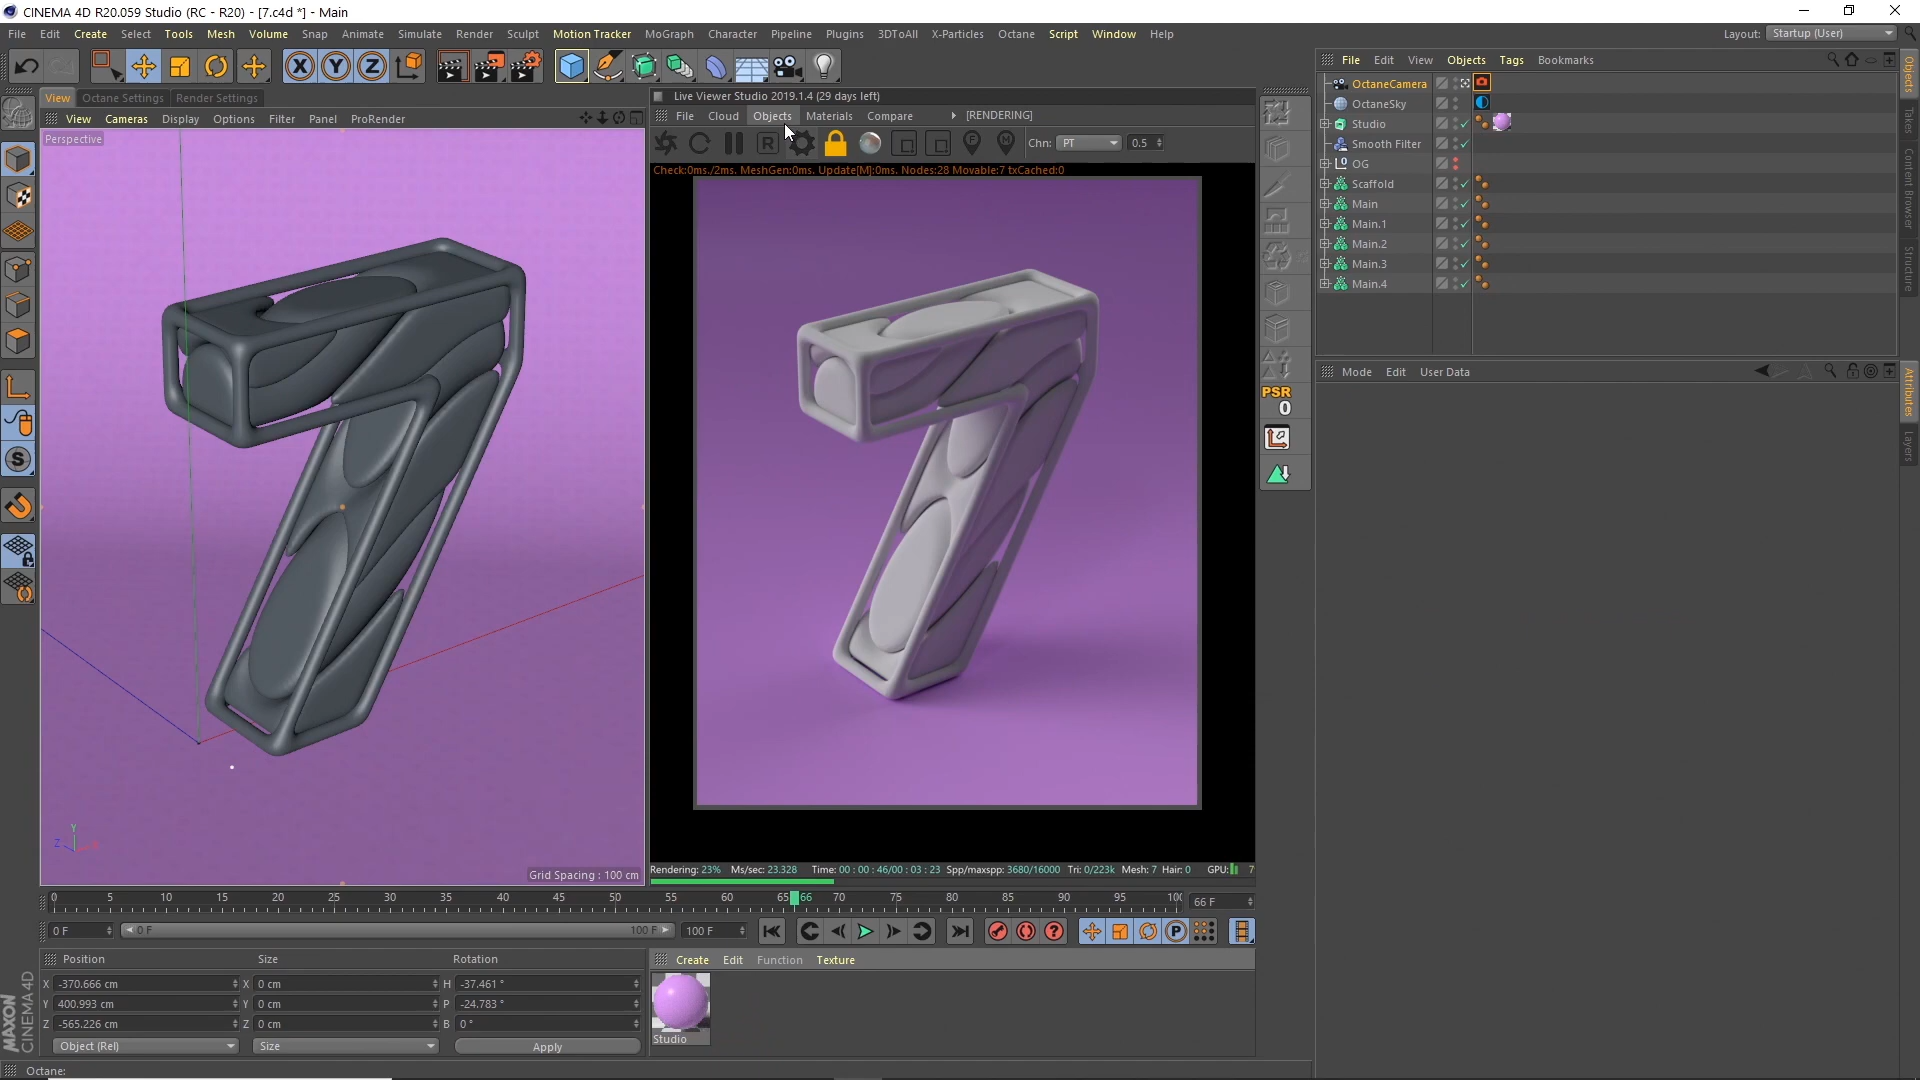 CINEMA 4D R20.059 Studio (RC - R20) - [7.c4d *] - Main
File Edit Create Select Tools Mesh Volume Snap Animate Simulate Render Sculpt Motion Tracker MoGraph Character Pipeline Plugins 3DToAll X-Particles Octane Script Window Help
Layout: Startup (User)
File Edit View Objects Tags Bookmarks
View Octane Settings Render Settings
Live Viewer Studio 2019.1.4 (29 days left)
View Cameras Display Options Filter Panel ProRender
File Cloud Objects Materials Compare [RENDERING]
Perspective
Chn: PT 0.5
Check:0ms./2ms. MeshGen:0ms. Update[M]:0ms. Nodes:28 Movable:7 txCached:0
OctaneCamera
OctaneSky
Studio
Smooth Filter
OG
Scaffold
Main
Main.1
Main.2
Main.3
Main.4
Mode Edit User Data
Objects
Takes
Content Browser
Structure
Attributes
Layers
PSR
0
Y
Z
Grid Spacing : 100 cm
Rendering: 23% Ms/sec: 23.328 Time: 00 : 00 : 46/00 : 03 : 23 Spp/maxspp: 3680/16000 Tri: 0/223k Mesh: 7 Hair: 0 GPU: 7
0 5 10 15 20 25 30 35 40 45 50 55 60 65 66 70 75 80 85 90 95 100
66 F
0 F 0 F 100 F 100 F
Position Size Rotation
X -370.666 cm X 0 cm H -37.461 °
Y 400.993 cm Y 0 cm P -24.783 °
Z -565.226 cm Z 0 cm B 0 °
Object (Rel) Size Apply
Create Edit Function Texture
Studio
MAXON
CINEMA 4D
Octane: